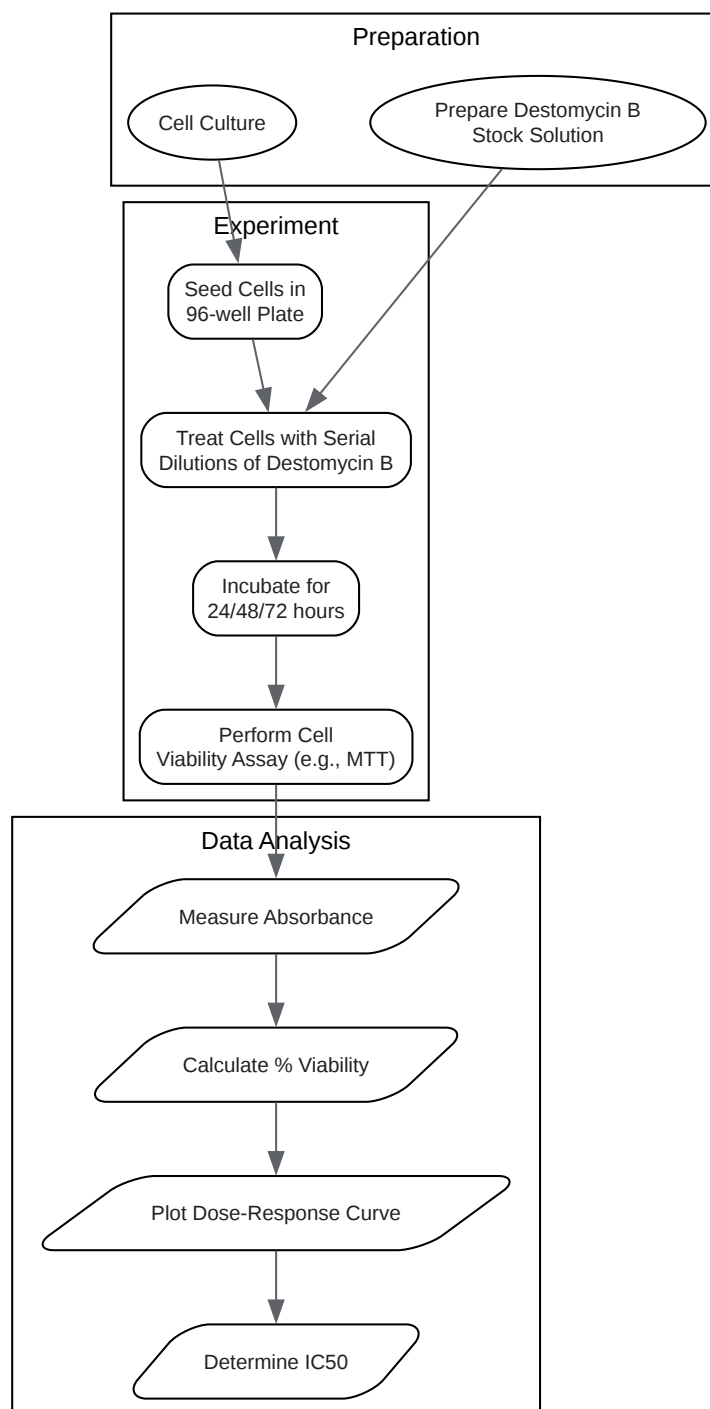 Preparation
Cell Culture
Prepare Destomycin B
Stock Solution
Experiment
Seed Cells in
96-well Plate
Treat Cells with Serial
Dilutions of Destomycin B
Incubate for
24/48/72 hours
Perform Cell
Viability Assay (e.g., MTT)
Data Analysis
Measure Absorbance
Calculate % Viability
Plot Dose-Response Curve
Determine IC50